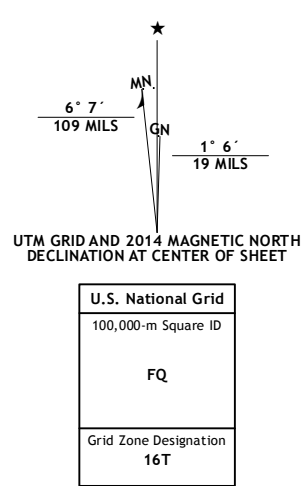 ★
MN.
6° 7´
109 MILS
GN
1° 6´
19 MILS
UTM GRID AND 2014 MAGNETIC NORTH
DECLINATION AT CENTER OF SHEET
U.S. National Grid
100,000-m Square ID
FQ
Grid Zone Designation
16T